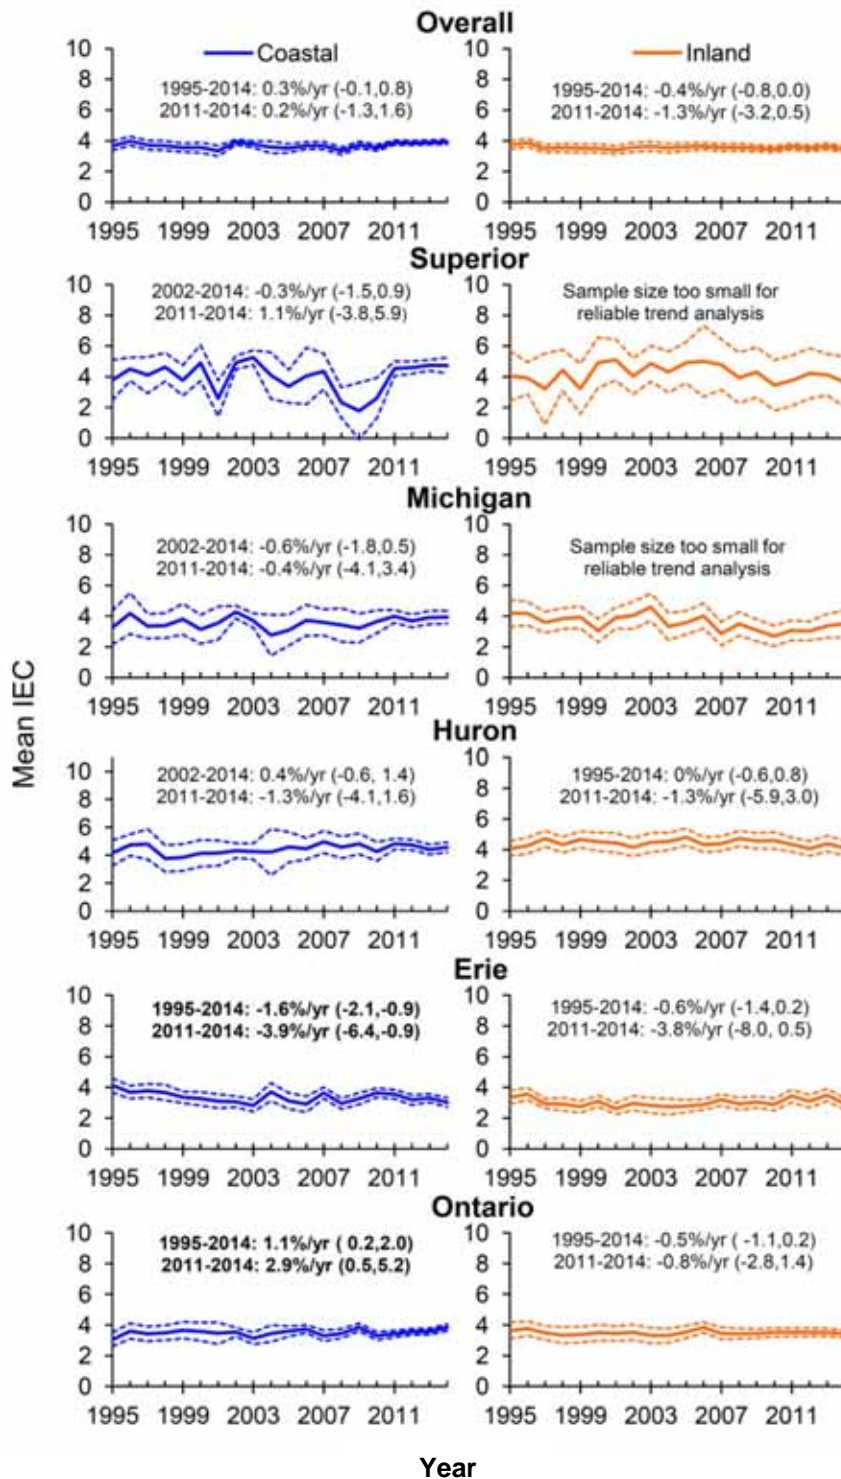 Overall
Coastal
Inland
10
8
6
4
2
0
1995-2014: 0.3%/yr (-0.1,0.8)
2011-2014: 0.2%/yr (-1.3,1.6)
1995 1999 2003 2007 2011
10
8
6
4
2
0
1995-2014: -0.4%/yr (-0.8,0.0)
2011-2014: -1.3%/yr (-3.2,0.5)
1995 1999 2003 2007 2011
Superior
10
8
6
4
2
0
2002-2014: -0.3%/yr (-1.5,0.9)
2011-2014: 1.1%/yr (-3.8,5.9)
1995 1999 2003 2007 2011
10
8
6
4
2
0
Sample size too small for
reliable trend analysis
1995 1999 2003 2007 2011
Michigan
10
8
6
4
2
0
2002-2014: -0.6%/yr (-1.8,0.5)
2011-2014: -0.4%/yr (-4.1,3.4)
1995 1999 2003 2007 2011
10
8
6
4
2
0
Sample size too small for
reliable trend analysis
1995 1999 2003 2007 2011
Mean IEC
Huron
10
8
6
4
2
0
2002-2014: 0.4%/yr (-0.6, 1.4)
2011-2014: -1.3%/yr (-4.1,1.6)
1995 1999 2003 2007 2011
10
8
6
4
2
0
1995-2014: 0%/yr (-0.6,0.8)
2011-2014: -1.3%/yr (-5.9,3.0)
1995 1999 2003 2007 2011
Erie
10
8
6
4
2
0
1995-2014: -1.6%/yr (-2.1,-0.9)
2011-2014: -3.9%/yr (-6.4,-0.9)
1995 1999 2003 2007 2011
10
8
6
4
2
0
1995-2014: -0.6%/yr (-1.4,0.2)
2011-2014: -3.8%/yr (-8.0, 0.5)
1995 1999 2003 2007 2011
Ontario
10
8
6
4
2
0
1995-2014: 1.1%/yr ( 0.2,2.0)
2011-2014: 2.9%/yr (0.5,5.2)
1995 1999 2003 2007 2011
10
8
6
4
2
0
1995-2014: -0.5%/yr ( -1.1,0.2)
2011-2014: -0.8%/yr (-2.8,1.4)
1995 1999 2003 2007 2011
Year